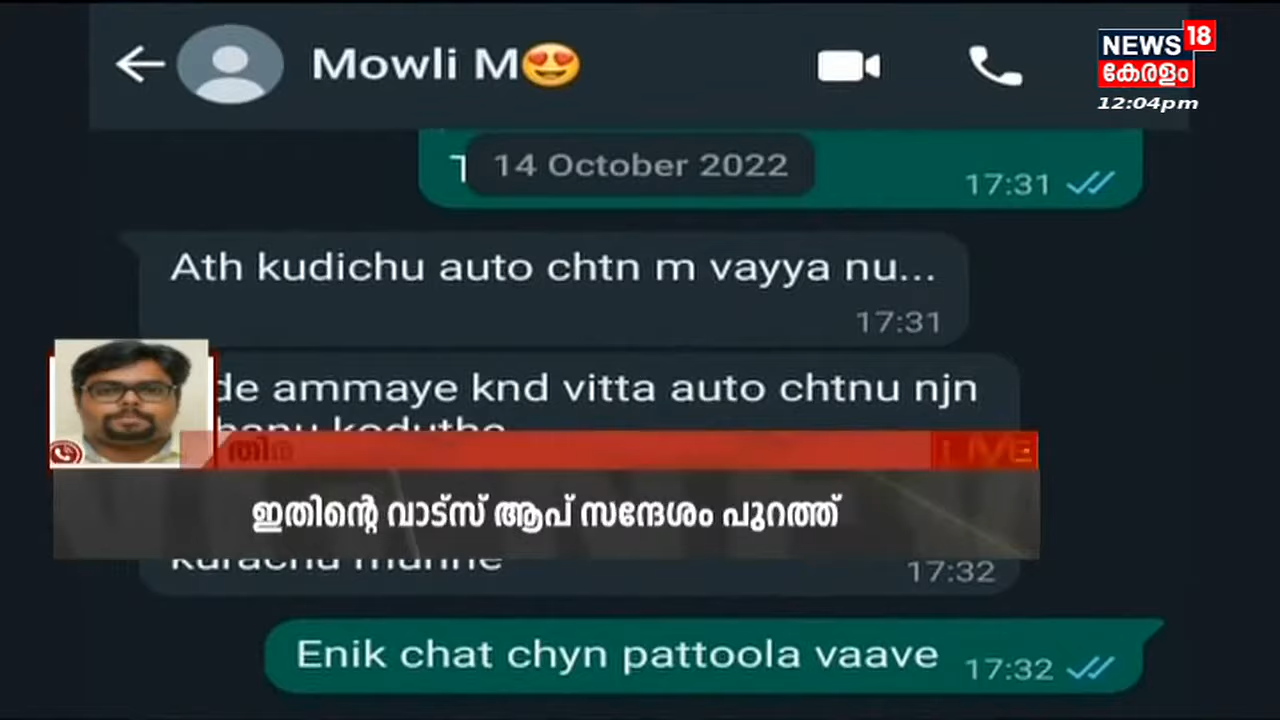 Mowli M😍
NEWS 18
കേരളം
12:04pm
14 October 2022
17:31
Ath kudichu auto chtn m vayya nu...
17:31
de ammaye knd vitta auto chtnu njn
LIVE
ഇതിന്റെ വാട്സ് ആപ് സന്ദേശം പുറത്ത്
kurachu munne
17:32
Enik chat chyn pattoola vaave
17:32